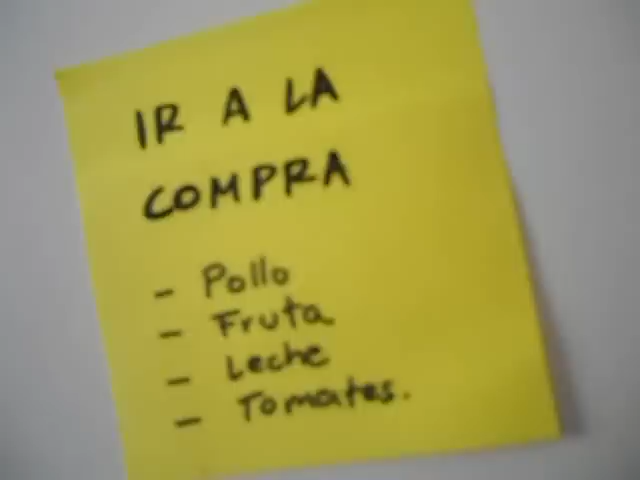 IR A LA
COMPRA
- Pollo
- Fruta
- Leche
- Tomates.